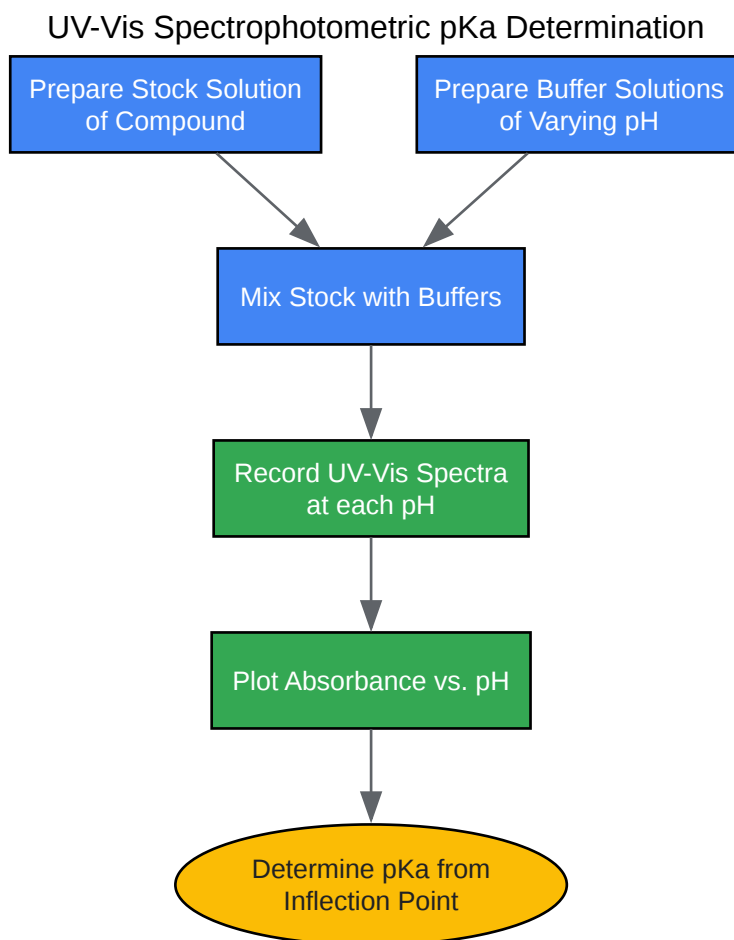 UV-Vis Spectrophotometric pKa Determination
Prepare Stock Solution
of Compound
Prepare Buffer Solutions
of Varying pH
Mix Stock with Buffers
Record UV-Vis Spectra
at each pH
Plot Absorbance vs. pH
Determine pKa from
Inflection Point